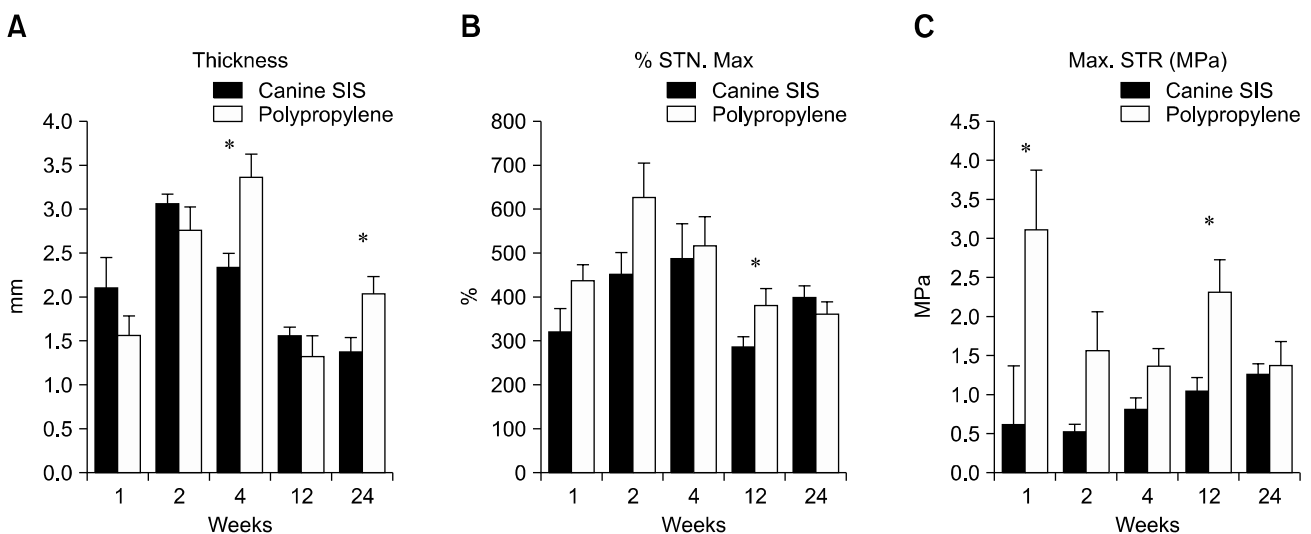 A
Thickness
Canine SIS
Polypropylene
4.0
3.5
3.0
2.5
2.0
1.5
1.0
0.5
0.0
mm
*
*
1 2 4 12 24
Weeks
B
% STN. Max
Canine SIS
Polypropylene
800
700
600
500
400
300
200
100
0
%
*
1 2 4 12 24
Weeks
C
Max. STR (MPa)
Canine SIS
Polypropylene
4.5
4.0
3.5
3.0
2.5
2.0
1.5
1.0
0.5
0.0
MPa
*
*
1 2 4 12 24
Weeks